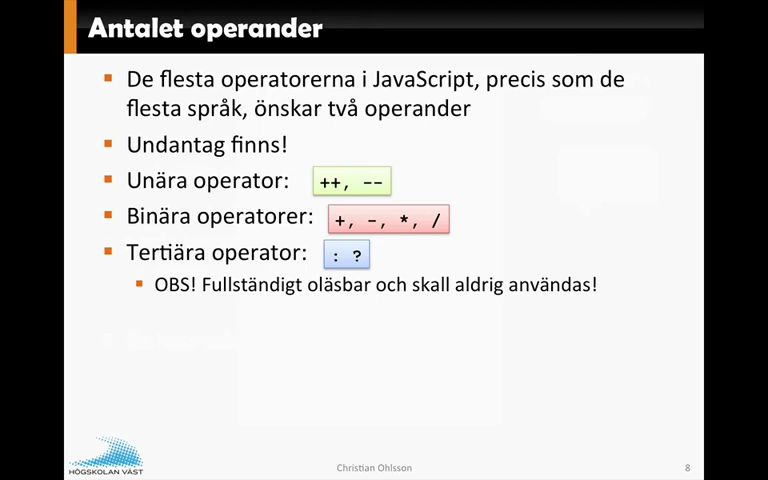 Antalet operander
De flesta operatorerna i JavaScript, precis som de
flesta språk, önskar två operander
Undantag finns!
Unära operator: ++, --
Binära operatorer: +, -, *, /
Tertiära operator: : ?
OBS! Fullständigt oläsbar och skall aldrig användas!
HÖGSKOLAN VÄST
Christian Ohlsson
8